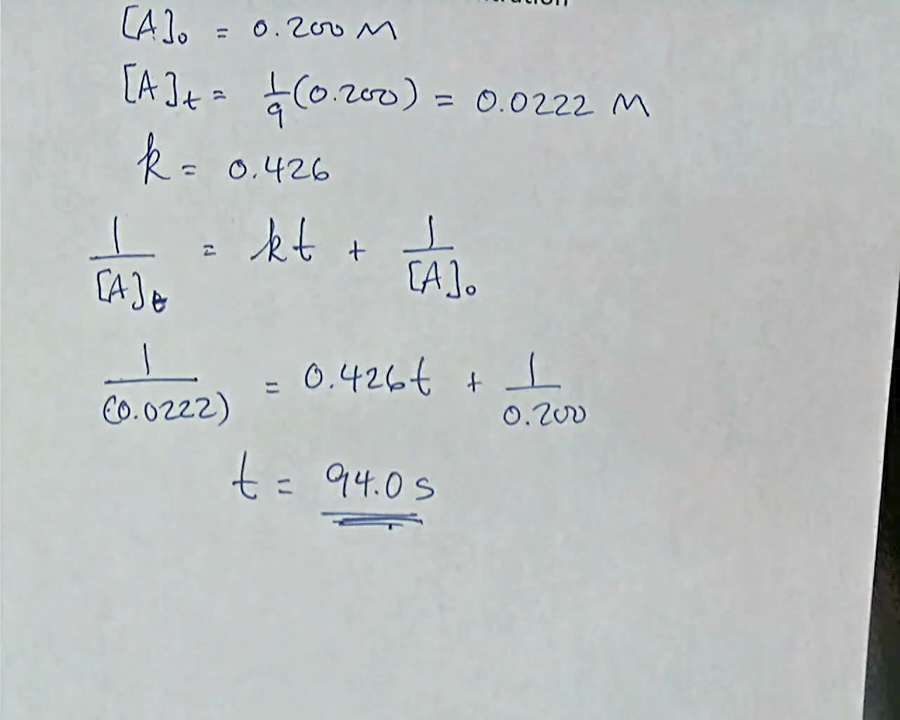 [A]₀ = 0.200 M
[A]t = 1/9 (0.200) = 0.0222 M
k = 0.426
1/[A]t = kt + 1/[A]₀
1/(0.0222) = 0.426t + 1/0.200
t = 94.0 s